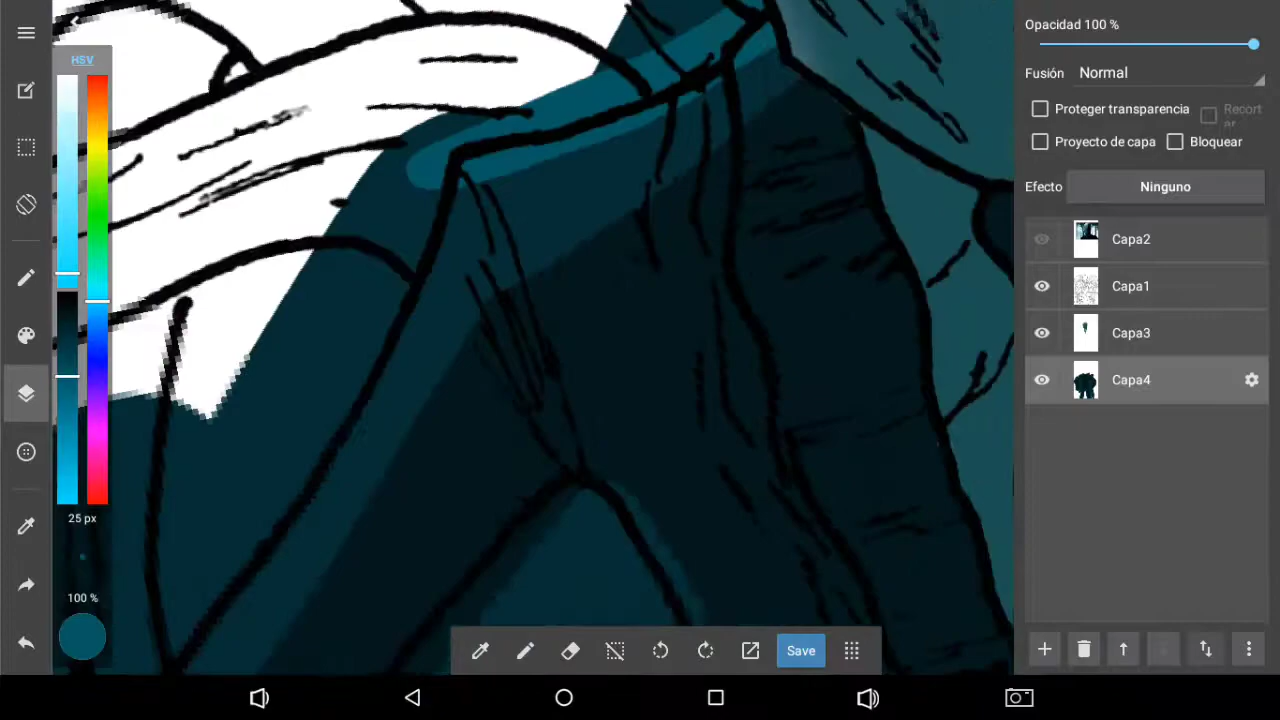 HSV
25 px
100 %
Save
Opacidad 100 %
Fusión Normal
Proteger transparencia
Recort
ar
Proyecto de capa
Bloquear
Efecto Ninguno
Capa2
Capa1
Capa3
Capa4